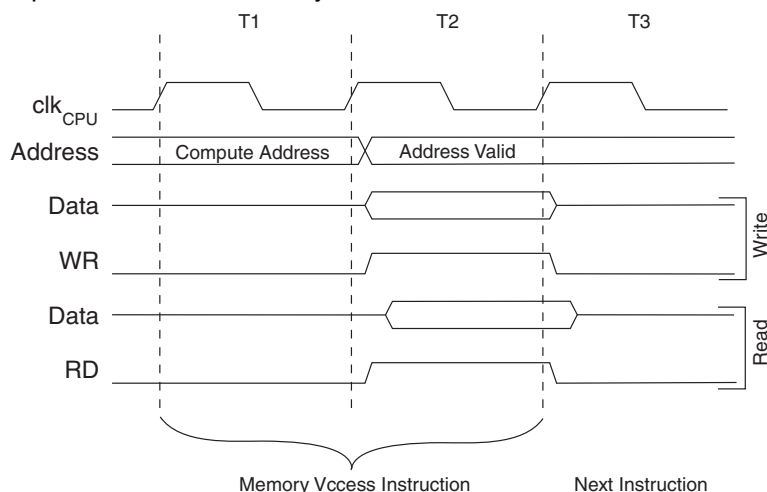 T1 T2 T3
clk CPU
Address Compute Address Address Valid
Data
WR
Write
Data
RD
Read
Memory Vccess Instruction Next Instruction